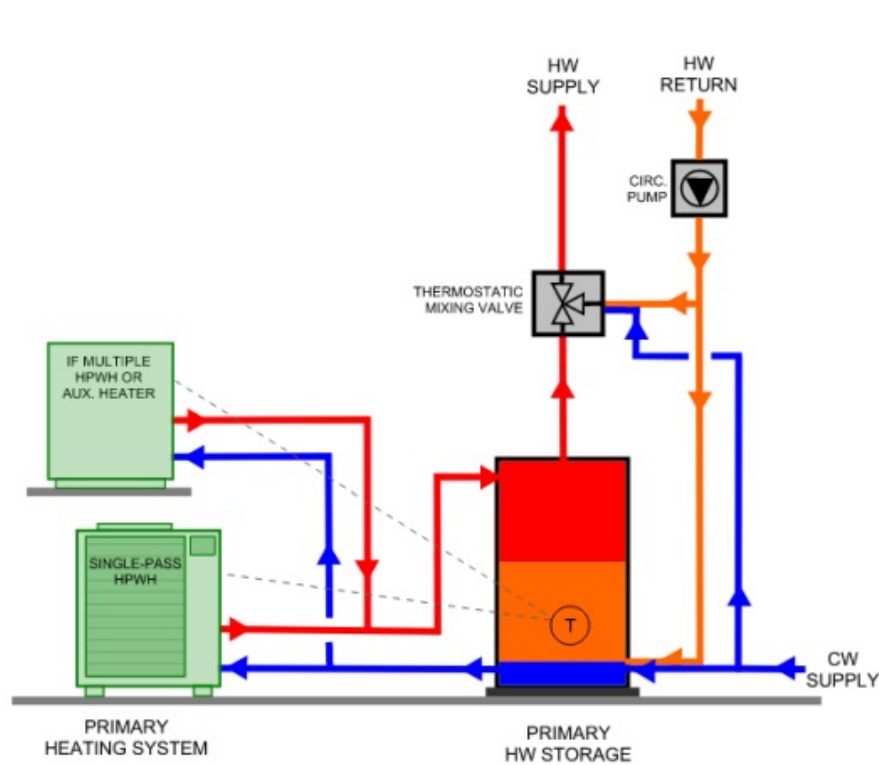 HW
SUPPLY
HW
RETURN
CIRC.
PUMP
THERMOSTATIC
MIXING VALVE
IF MULTIPLE
HPWH OR
AUX. HEATER
SINGLE-PASS
HPWH
T
CW
SUPPLY
PRIMARY
HEATING SYSTEM
PRIMARY
HW STORAGE